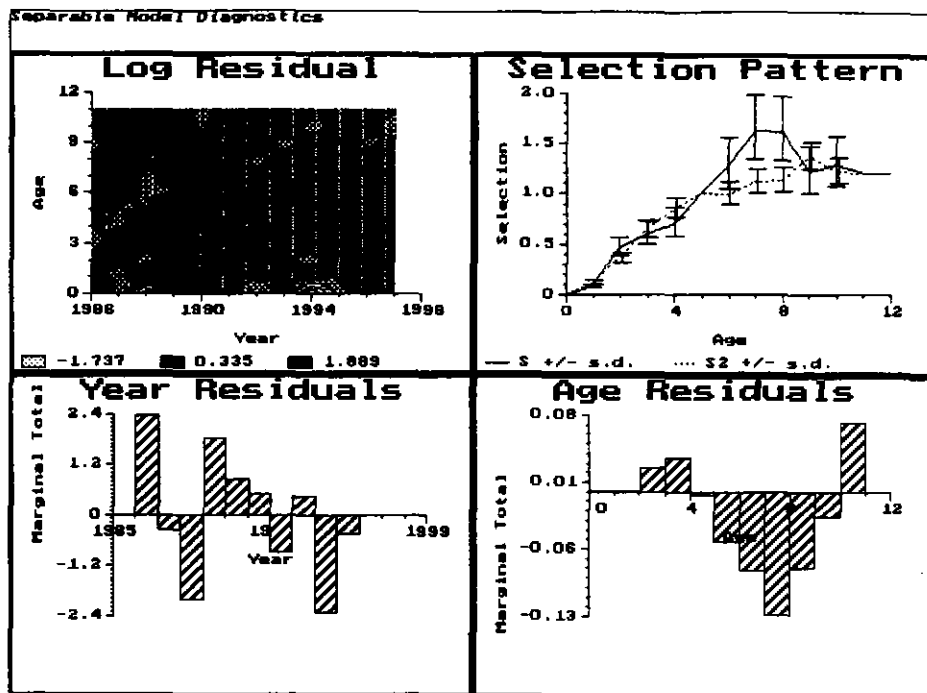 Separable Model Diagnostics
Log Residual
12
9
6
3
0
Age
1986
1990
1994
1998
Year
-1.737
0.335
1.889
Selection Pattern
2.0
1.5
1.0
0.5
0
Selection
0
4
8
12
Age
S +/- s.d.
S2 +/- s.d.
Year Residuals
2.4
1.2
0
-1.2
-2.4
Marginal Total
1985
19
1999
Year
Age Residuals
0.08
0.01
-0.06
-0.13
Marginal Total
0
4
8
12